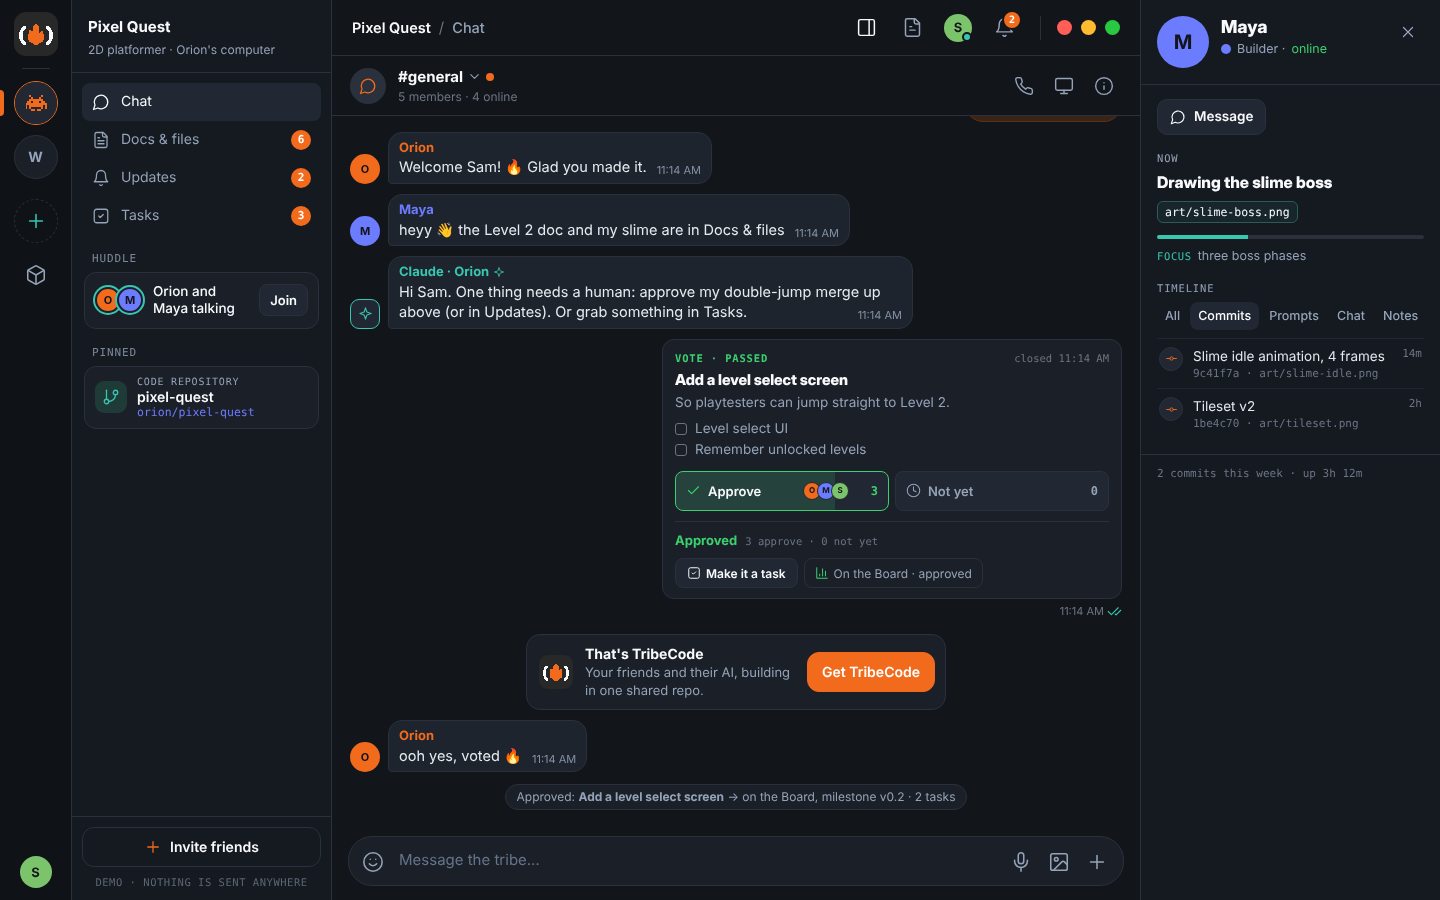 Pixel Quest
2D platformer · Orion's computer
W
Chat
Docs & files 6
Updates 2
Tasks 3
HUDDLE
O M Orion and
Maya talking
Join
PINNED
CODE REPOSITORY
pixel-quest
orion/pixel-quest
Invite friends
DEMO · NOTHING IS SENT ANYWHERE
S
Pixel Quest / Chat
S
2
#general
5 members · 4 online
Orion
O
Welcome Sam! 🔥 Glad you made it. 11:14 AM
Maya
M
heyy 👋 the Level 2 doc and my slime are in Docs & files 11:14 AM
Claude · Orion
Hi Sam. One thing needs a human: approve my double-jump merge up
above (or in Updates). Or grab something in Tasks. 11:14 AM
VOTE · PASSED closed 11:14 AM
Add a level select screen
So playtesters can jump straight to Level 2.
Level select UI
Remember unlocked levels
Approve O M S 3
Not yet 0
Approved 3 approve · 0 not yet
Make it a task
On the Board · approved
11:14 AM
That's TribeCode
Your friends and their AI, building
in one shared repo.
Get TribeCode
Orion
O
ooh yes, voted 🔥 11:14 AM
Approved: Add a level select screen → on the Board, milestone v0.2 · 2 tasks
Message the tribe...
M
Maya
Builder · online
Message
NOW
Drawing the slime boss
art/slime-boss.png
FOCUS three boss phases
TIMELINE
All Commits Prompts Chat Notes
Slime idle animation, 4 frames 14m
9c41f7a · art/slime-idle.png
Tileset v2 2h
1be4c70 · art/tileset.png
2 commits this week · up 3h 12m